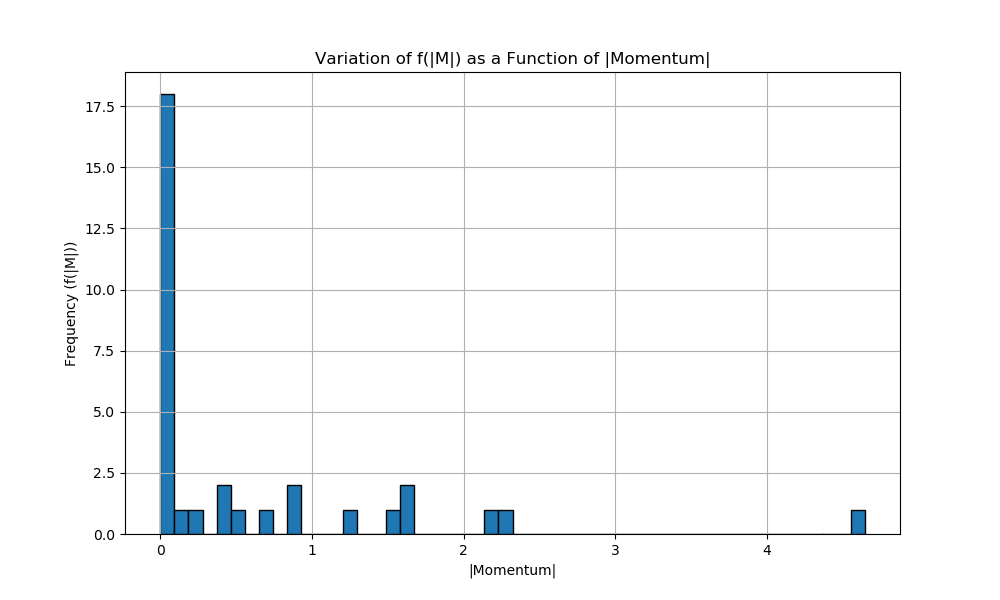 Variation of f(|M|) as a Function of |Momentum|
Frequency (f(|M|))
17.5
15.0
12.5
10.0
7.5
5.0
2.5
0.0
0 1 2 3 4
|Momentum|